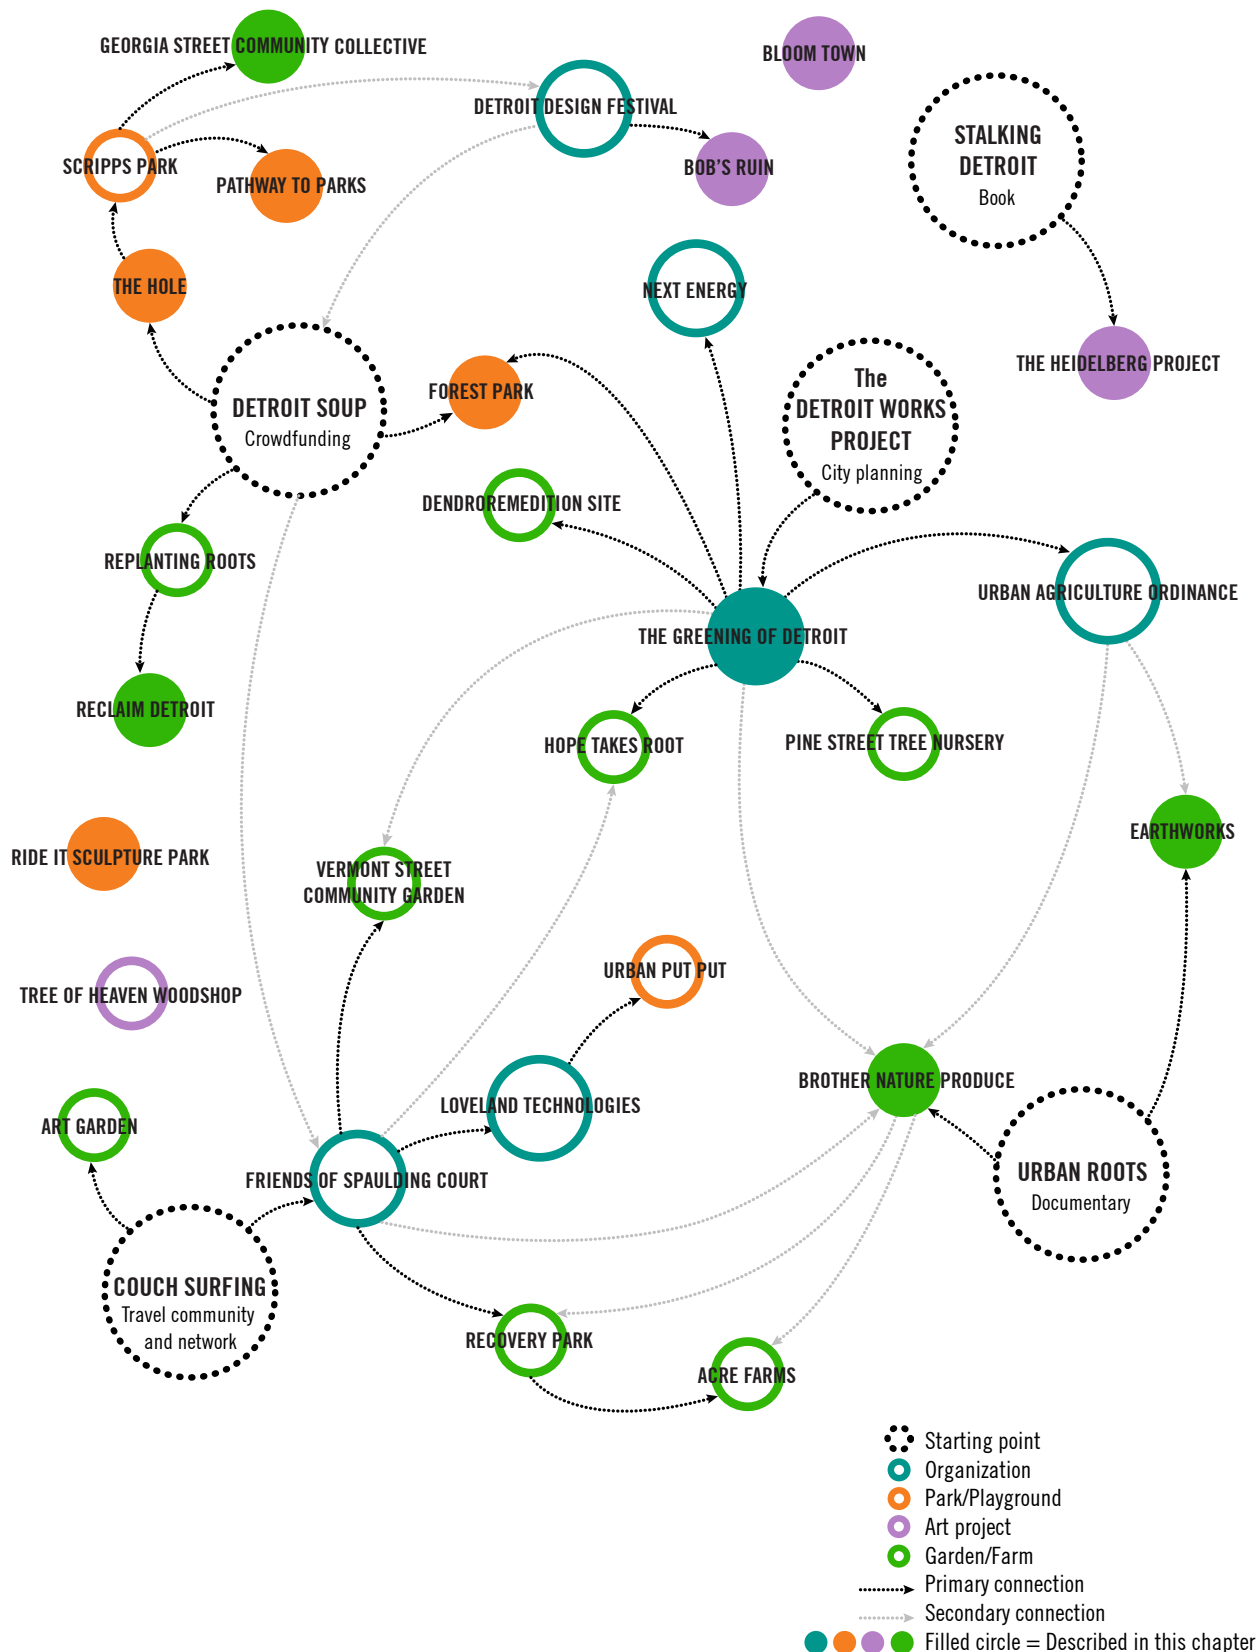 GEORGIA STREET COMMUNITY COLLECTIVE
BLOOM TOWN
DETROIT DESIGN FESTIVAL
STALKING
DETROIT
Book
SCRIPPS PARK
PATHWAY TO PARKS
BOB'S RUIN
THE HOLE
NEXT ENERGY
THE HEIDELBERG PROJECT
DETROIT SOUP
Crowdfunding
FOREST PARK
The
DETROIT WORKS
PROJECT
City planning
DENDROREMEDITION SITE
REPLANTING ROOTS
URBAN AGRICULTURE ORDINANCE
THE GREENING OF DETROIT
RECLAIM DETROIT
HOPE TAKES ROOT
PINE STREET TREE NURSERY
EARTHWORKS
RIDE IT SCULPTURE PARK
VERMONT STREET
COMMUNITY GARDEN
URBAN PUT PUT
TREE OF HEAVEN WOODSHOP
BROTHER NATURE PRODUCE
LOVELAND TECHNOLOGIES
ART GARDEN
FRIENDS OF SPAULDING COURT
URBAN ROOTS
Documentary
COUCH SURFING
Travel community
and network
RECOVERY PARK
ACRE FARMS
Starting point
Organization
Park/Playground
Art project
Garden/Farm
Primary connection
Secondary connection
Filled circle = Described in this chapter